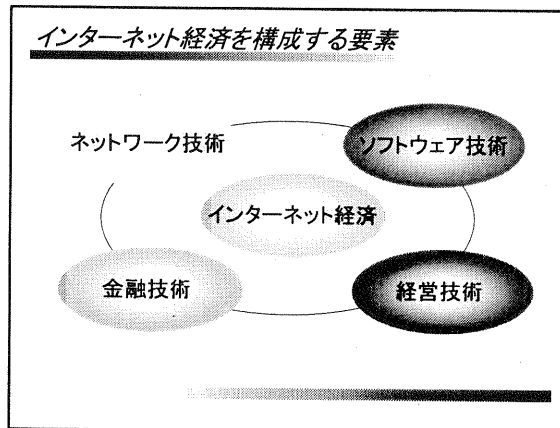 インターネット経済を構成する要素
ネットワーク技術
ソフトウェア技術
インターネット経済
金融技術
経営技術